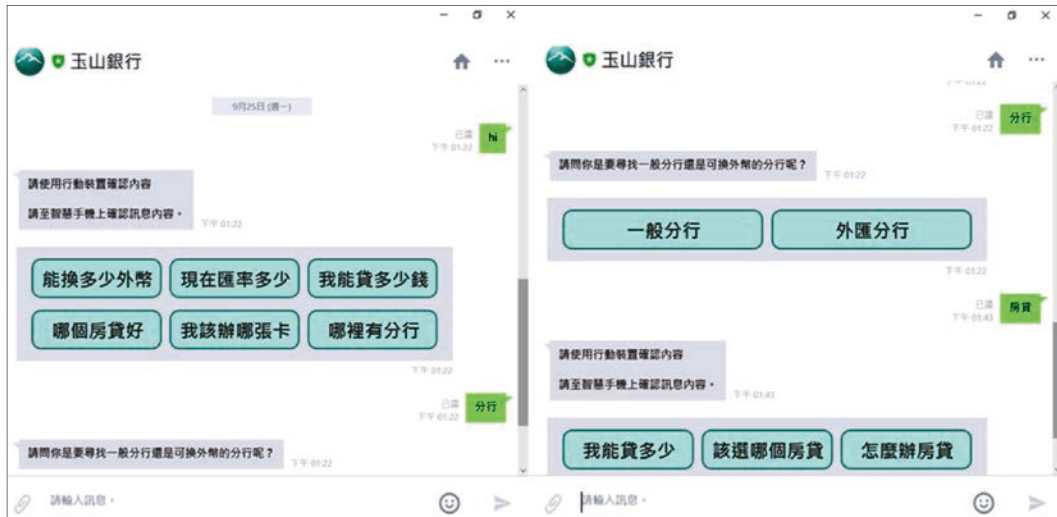 玉山銀行
9月25日 (週一)
已讀
下午 01:22
hi
請使用行動裝置確認內容
請至智慧手機上確認訊息內容。
下午 01:22
能換多少外幣
現在匯率多少
我能貸多少錢
哪個房貸好
我該辦哪張卡
哪裡有分行
下午 01:22
已讀
下午 01:22
分行
請問你是要尋找一般分行還是可換外幣的分行呢?
下午 01:22
請輸入訊息。
玉山銀行
已讀
下午 01:22
分行
請問你是要尋找一般分行還是可換外幣的分行呢?
下午 01:22
一般分行
外匯分行
下午 01:22
已讀
下午 01:43
房貸
請使用行動裝置確認內容
請至智慧手機上確認訊息內容。
下午 01:43
我能貸多少
該選哪個房貸
怎麼辦房貸
請輸入訊息。